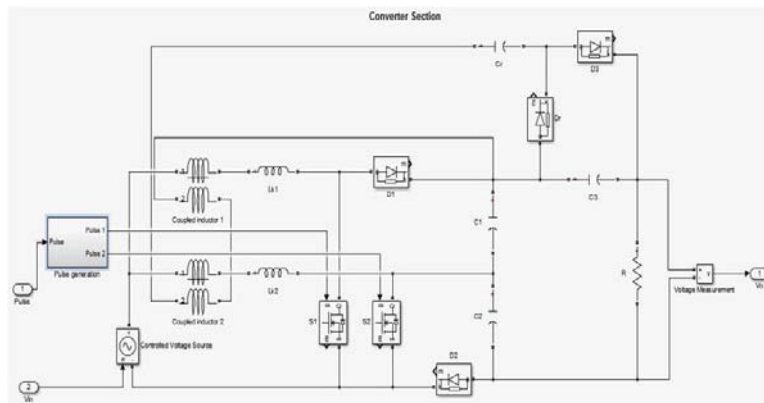 Converter Section
Cr
D3
Dr
Lk1
D1
C3
Coupled Inductor 1
C1
Pulse
Pulse 1
Pulse 2
Pulse generation
Pulse
1
Lk2
R
Voltage Measurement
1
Vo
Coupled Inductor 2
S1
S2
C2
Controlled Voltage Source
D2
2
Vin